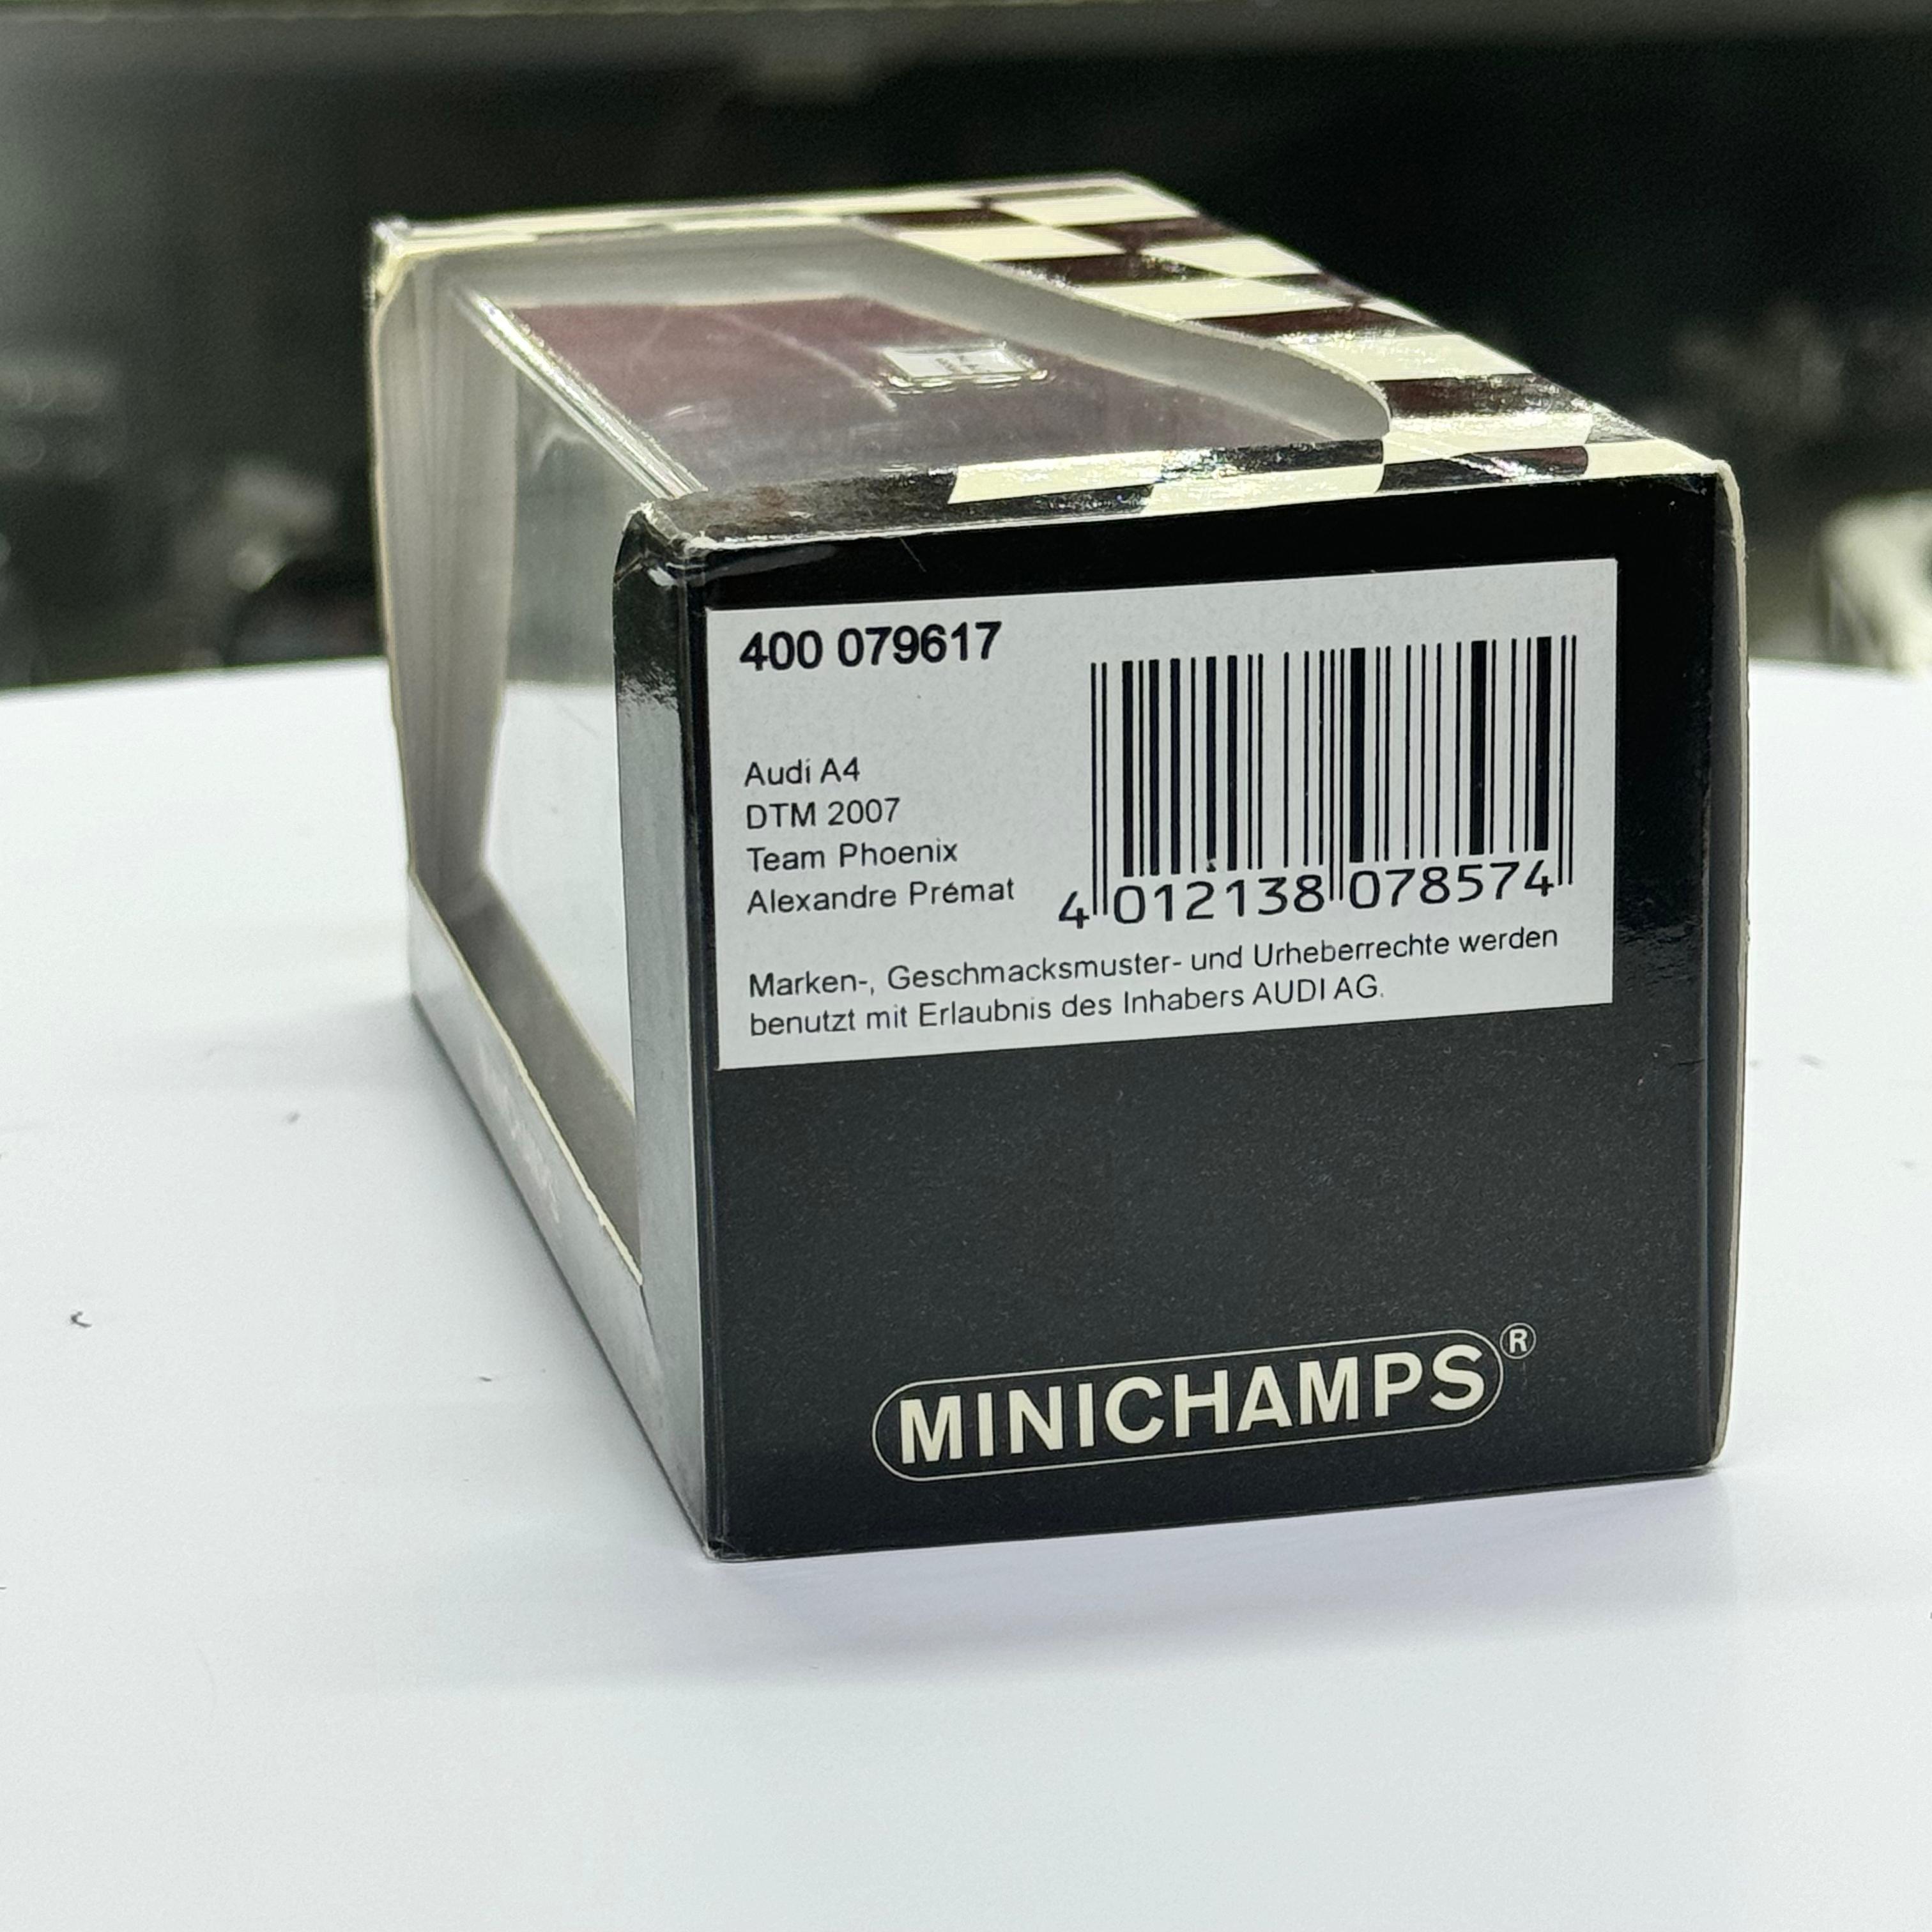 400 079617
Audi A4
DTM 2007
Team Phoenix
Alexandre Prémat
4 012138 078574
Marken-, Geschmacksmuster- und Urheberrechte werden
benutzt mit Erlaubnis des Inhabers AUDI AG.
MINICHAMPS®